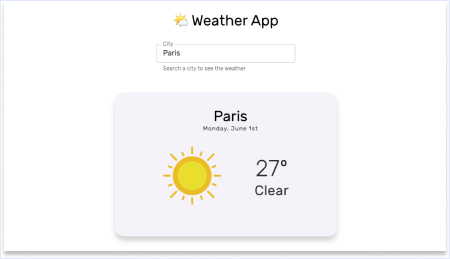 Weather App
City
Paris
Search a city to see the weather
Paris
Monday, June 1st
27°
Clear